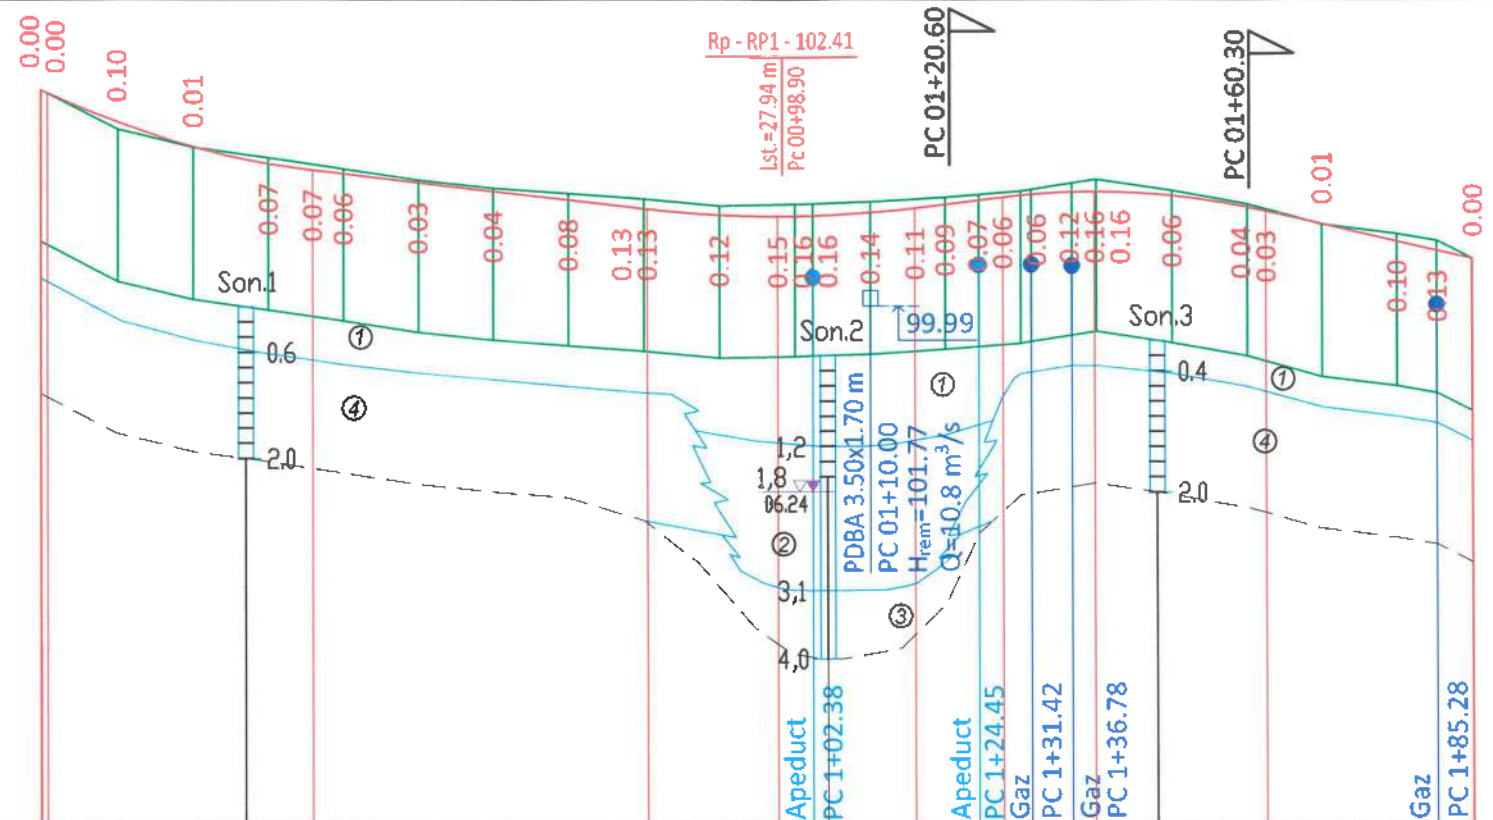 0.00
0.00
0.10
0.01
Rp - RP1 - 102.41
Lst.=27.94 m
Pc 00+98.90
PC 01+20.60
PC 01+60.30
0.01
0.00
0.07
0.07
0.06
0.03
0.04
0.08
0.13
0.13
0.12
0.15
0.16
0.16
0.14
0.11
0.09
0.07
0.06
0.06
0.12
0.16
0.16
0.06
0.04
0.03
0.10
0.13
Son.1
Son.2
Son.3
99.99
1
0.6
4
2,0
1
0,4
1
4
2,0
1,2
1,8
06.24
2
3,1
3
4,0
PDBA 3.50x1.70 m
PC 01+10.00
Hrem=101.77
Q=10.8 m³/s
Apeduct
PC 1+02.38
Apeduct
PC 1+24.45
Gaz
PC 1+31.42
Gaz
PC 1+36.78
Gaz
PC 1+85.28